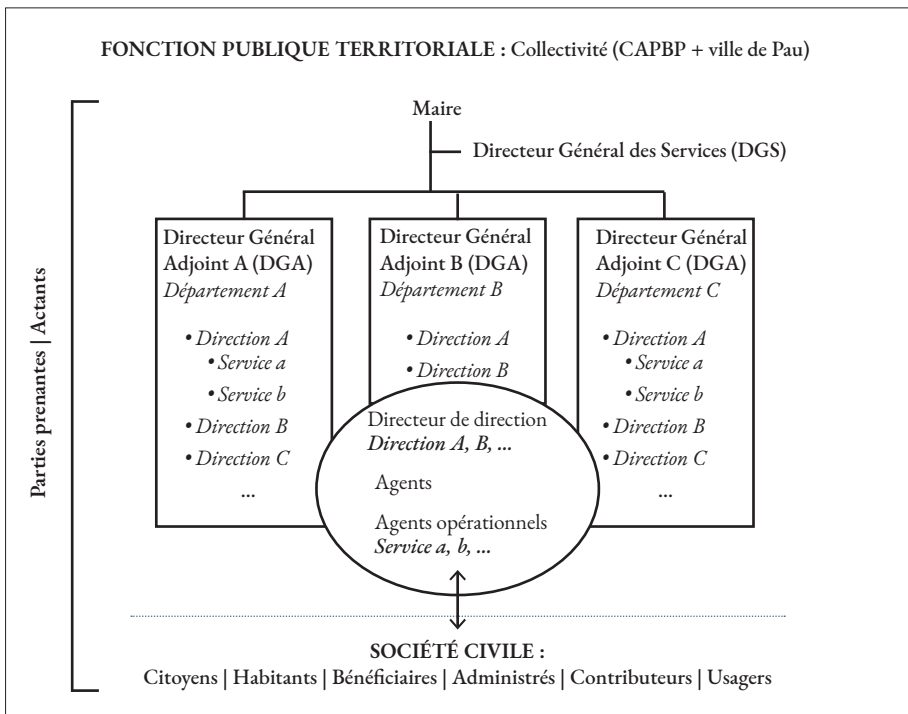 FONCTION PUBLIQUE TERRITORIALE : Collectivité (CAPBP + ville de Pau)
Maire
Directeur Général des Services (DGS)
Parties prenantes | Actants
Directeur Général
Adjoint A (DGA)
Département A
• Direction A
• Service a
• Service b
• Direction B
• Direction C
...
Directeur Général
Adjoint B (DGA)
Département B
• Direction A
• Direction B
Directeur Général
Adjoint C (DGA)
Département C
• Direction A
• Service a
• Service b
• Direction B
• Direction C
...
Directeur de direction
Direction A, B, ...
Agents
Agents opérationnels
Service a, b, ...
SOCIÉTÉ CIVILE :
Citoyens | Habitants | Bénéficiaires | Administrés | Contributeurs | Usagers